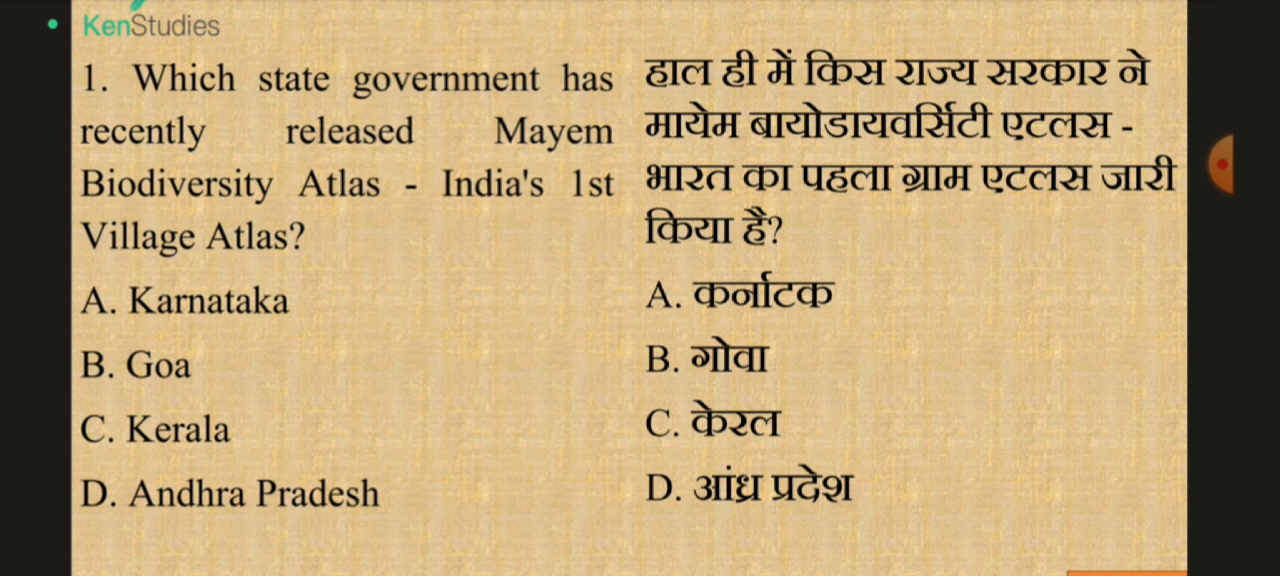 KenStudies
1. Which state government has
recently released Mayem
Biodiversity Atlas - India's 1st
Village Atlas?
A. Karnataka
B. Goa
C. Kerala
D. Andhra Pradesh
हाल ही में किस राज्य सरकार ने
मायेम बायोडायवर्सिटी एटलस -
भारत का पहला ग्राम एटलस जारी
किया है?
A. कर्नाटक
B. गोवा
C. केरल
D. आंध्र प्रदेश